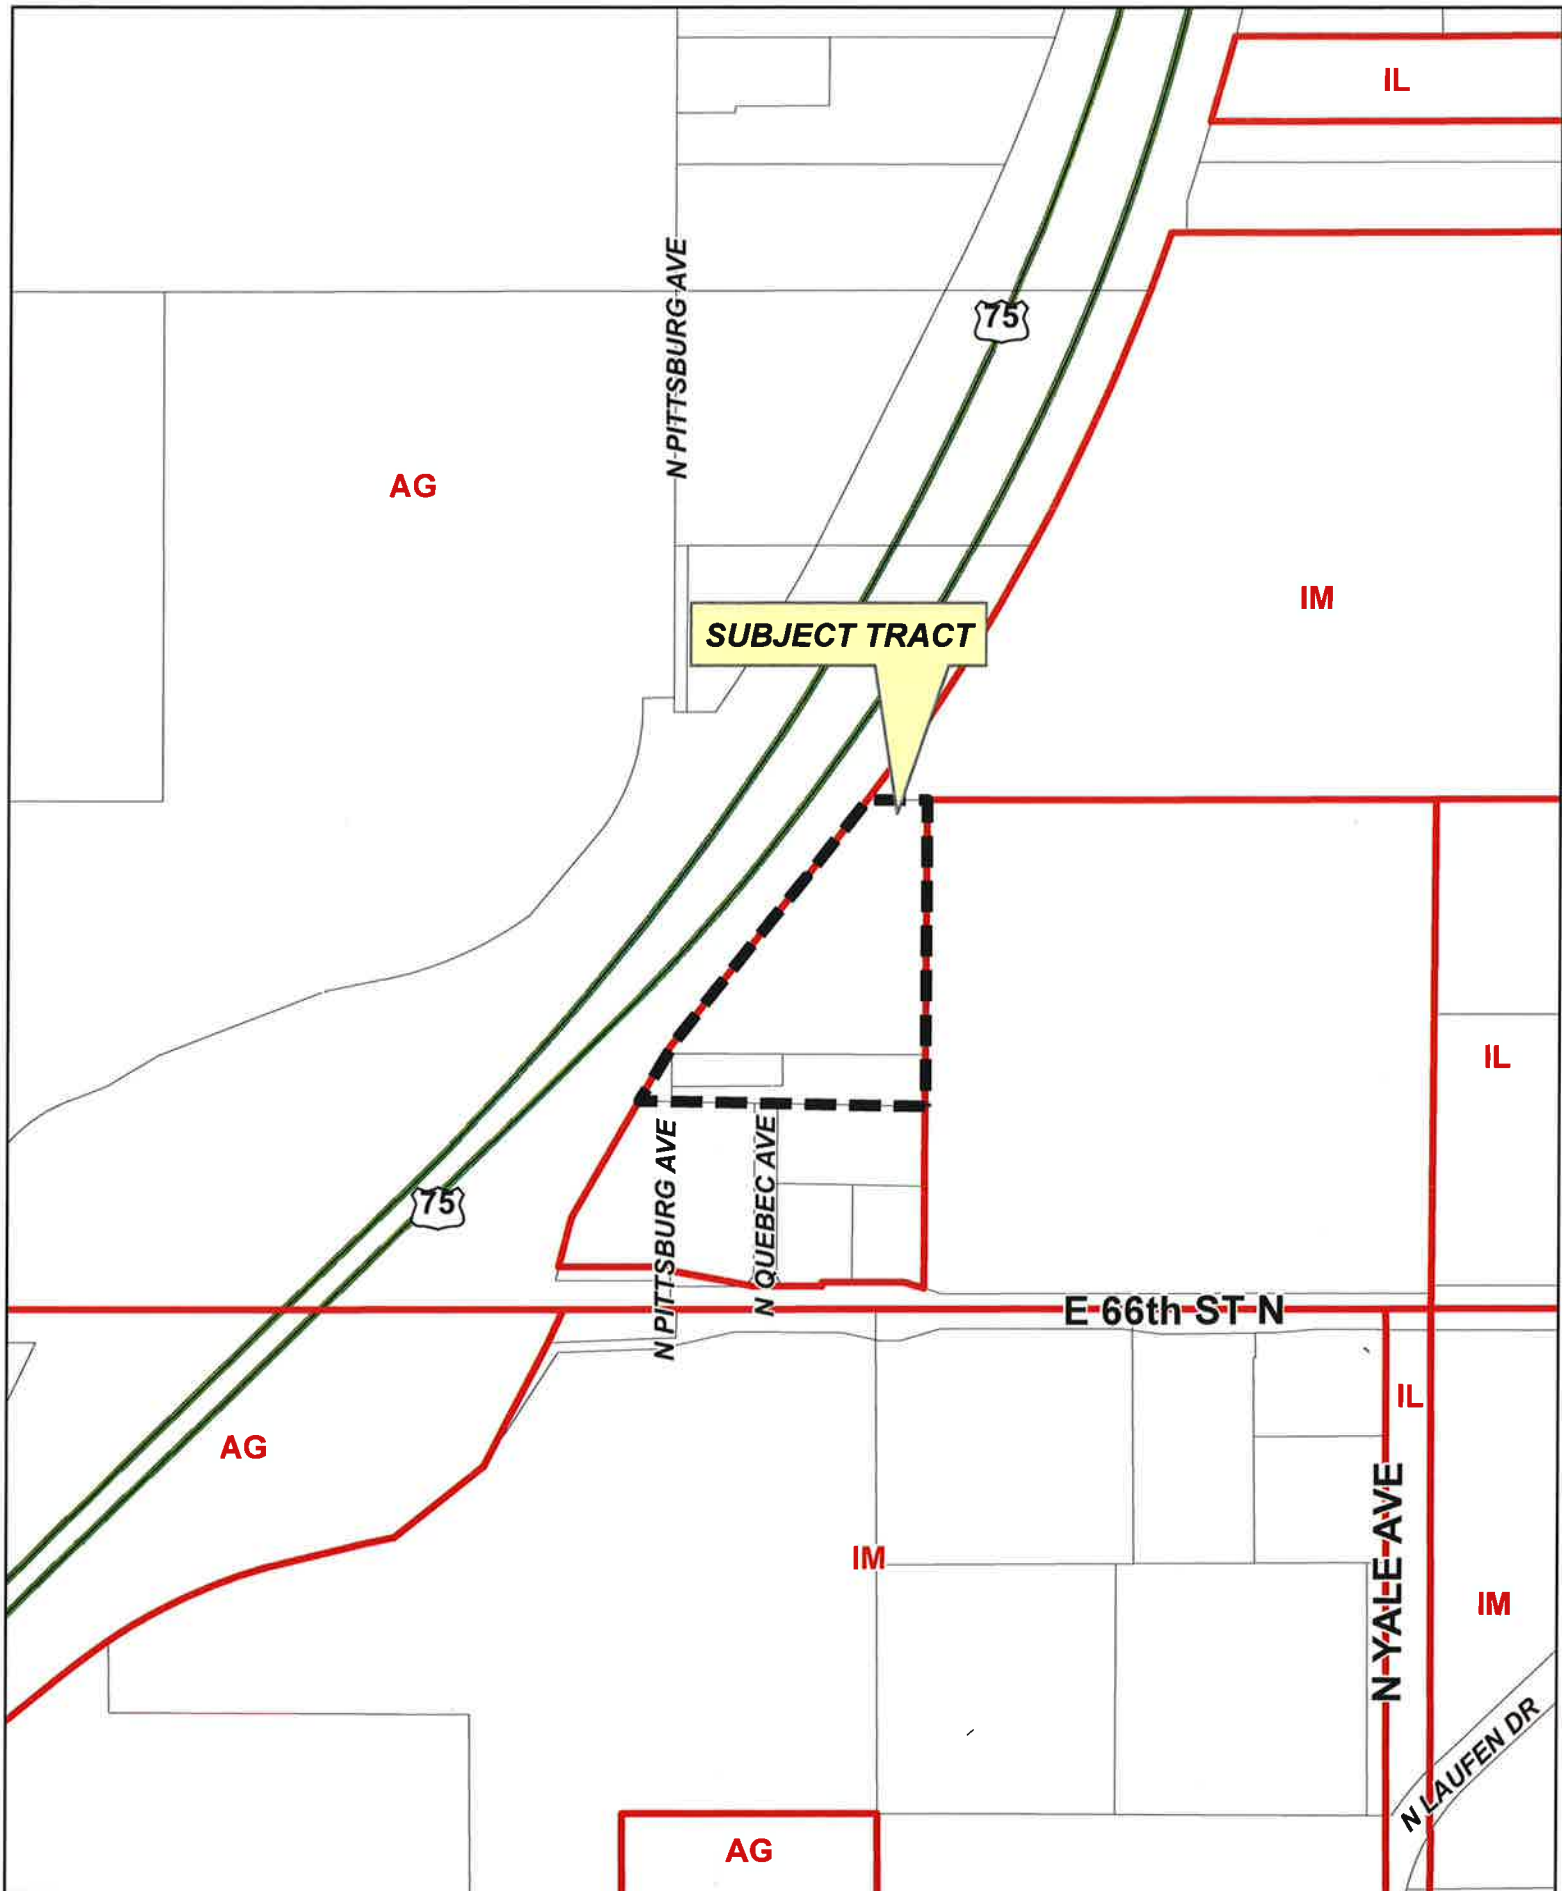 IL
N PITTSBURG AVE
75
AG
IM
SUBJECT TRACT
IL
N PITTSBURG AVE
N QUEBEC AVE
75
E 66th ST N
IL
AG
N YALE AVE
IM
IM
N LAUFEN DR
AG